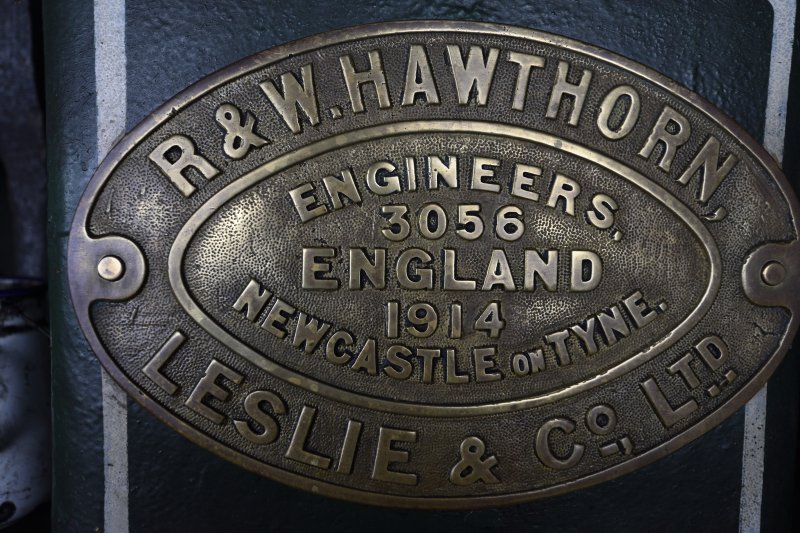 R. & W. HAWTHORN,
ENGINEERS,
3056
ENGLAND
1914
NEWCASTLE ON TYNE.
LESLIE & Co., LTD.